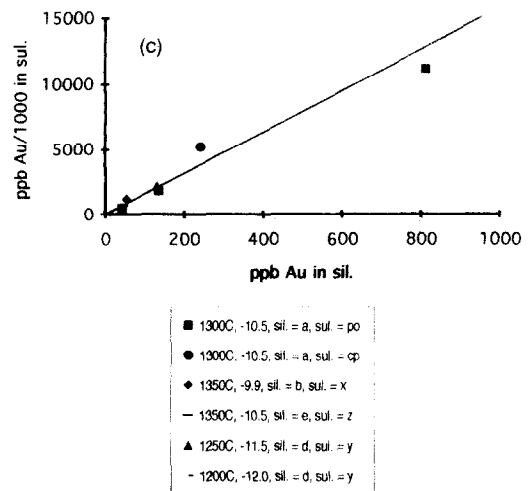 (c)
15000
10000
5000
0
ppb Au/1000 in sul.
0 200 400 600 800 1000
ppb Au in sil.
1300C, -10.5, sil. = a, sul. = po
1300C, -10.5, sil. = a, sul. = cp
1350C, -9.9, sil. = b, sul. = x
1350C, -10.5, sil. = e, sul. = z
1250C, -11.5, sil. = d, sul. = y
1200C, -12.0, sil. = d, sul. = y